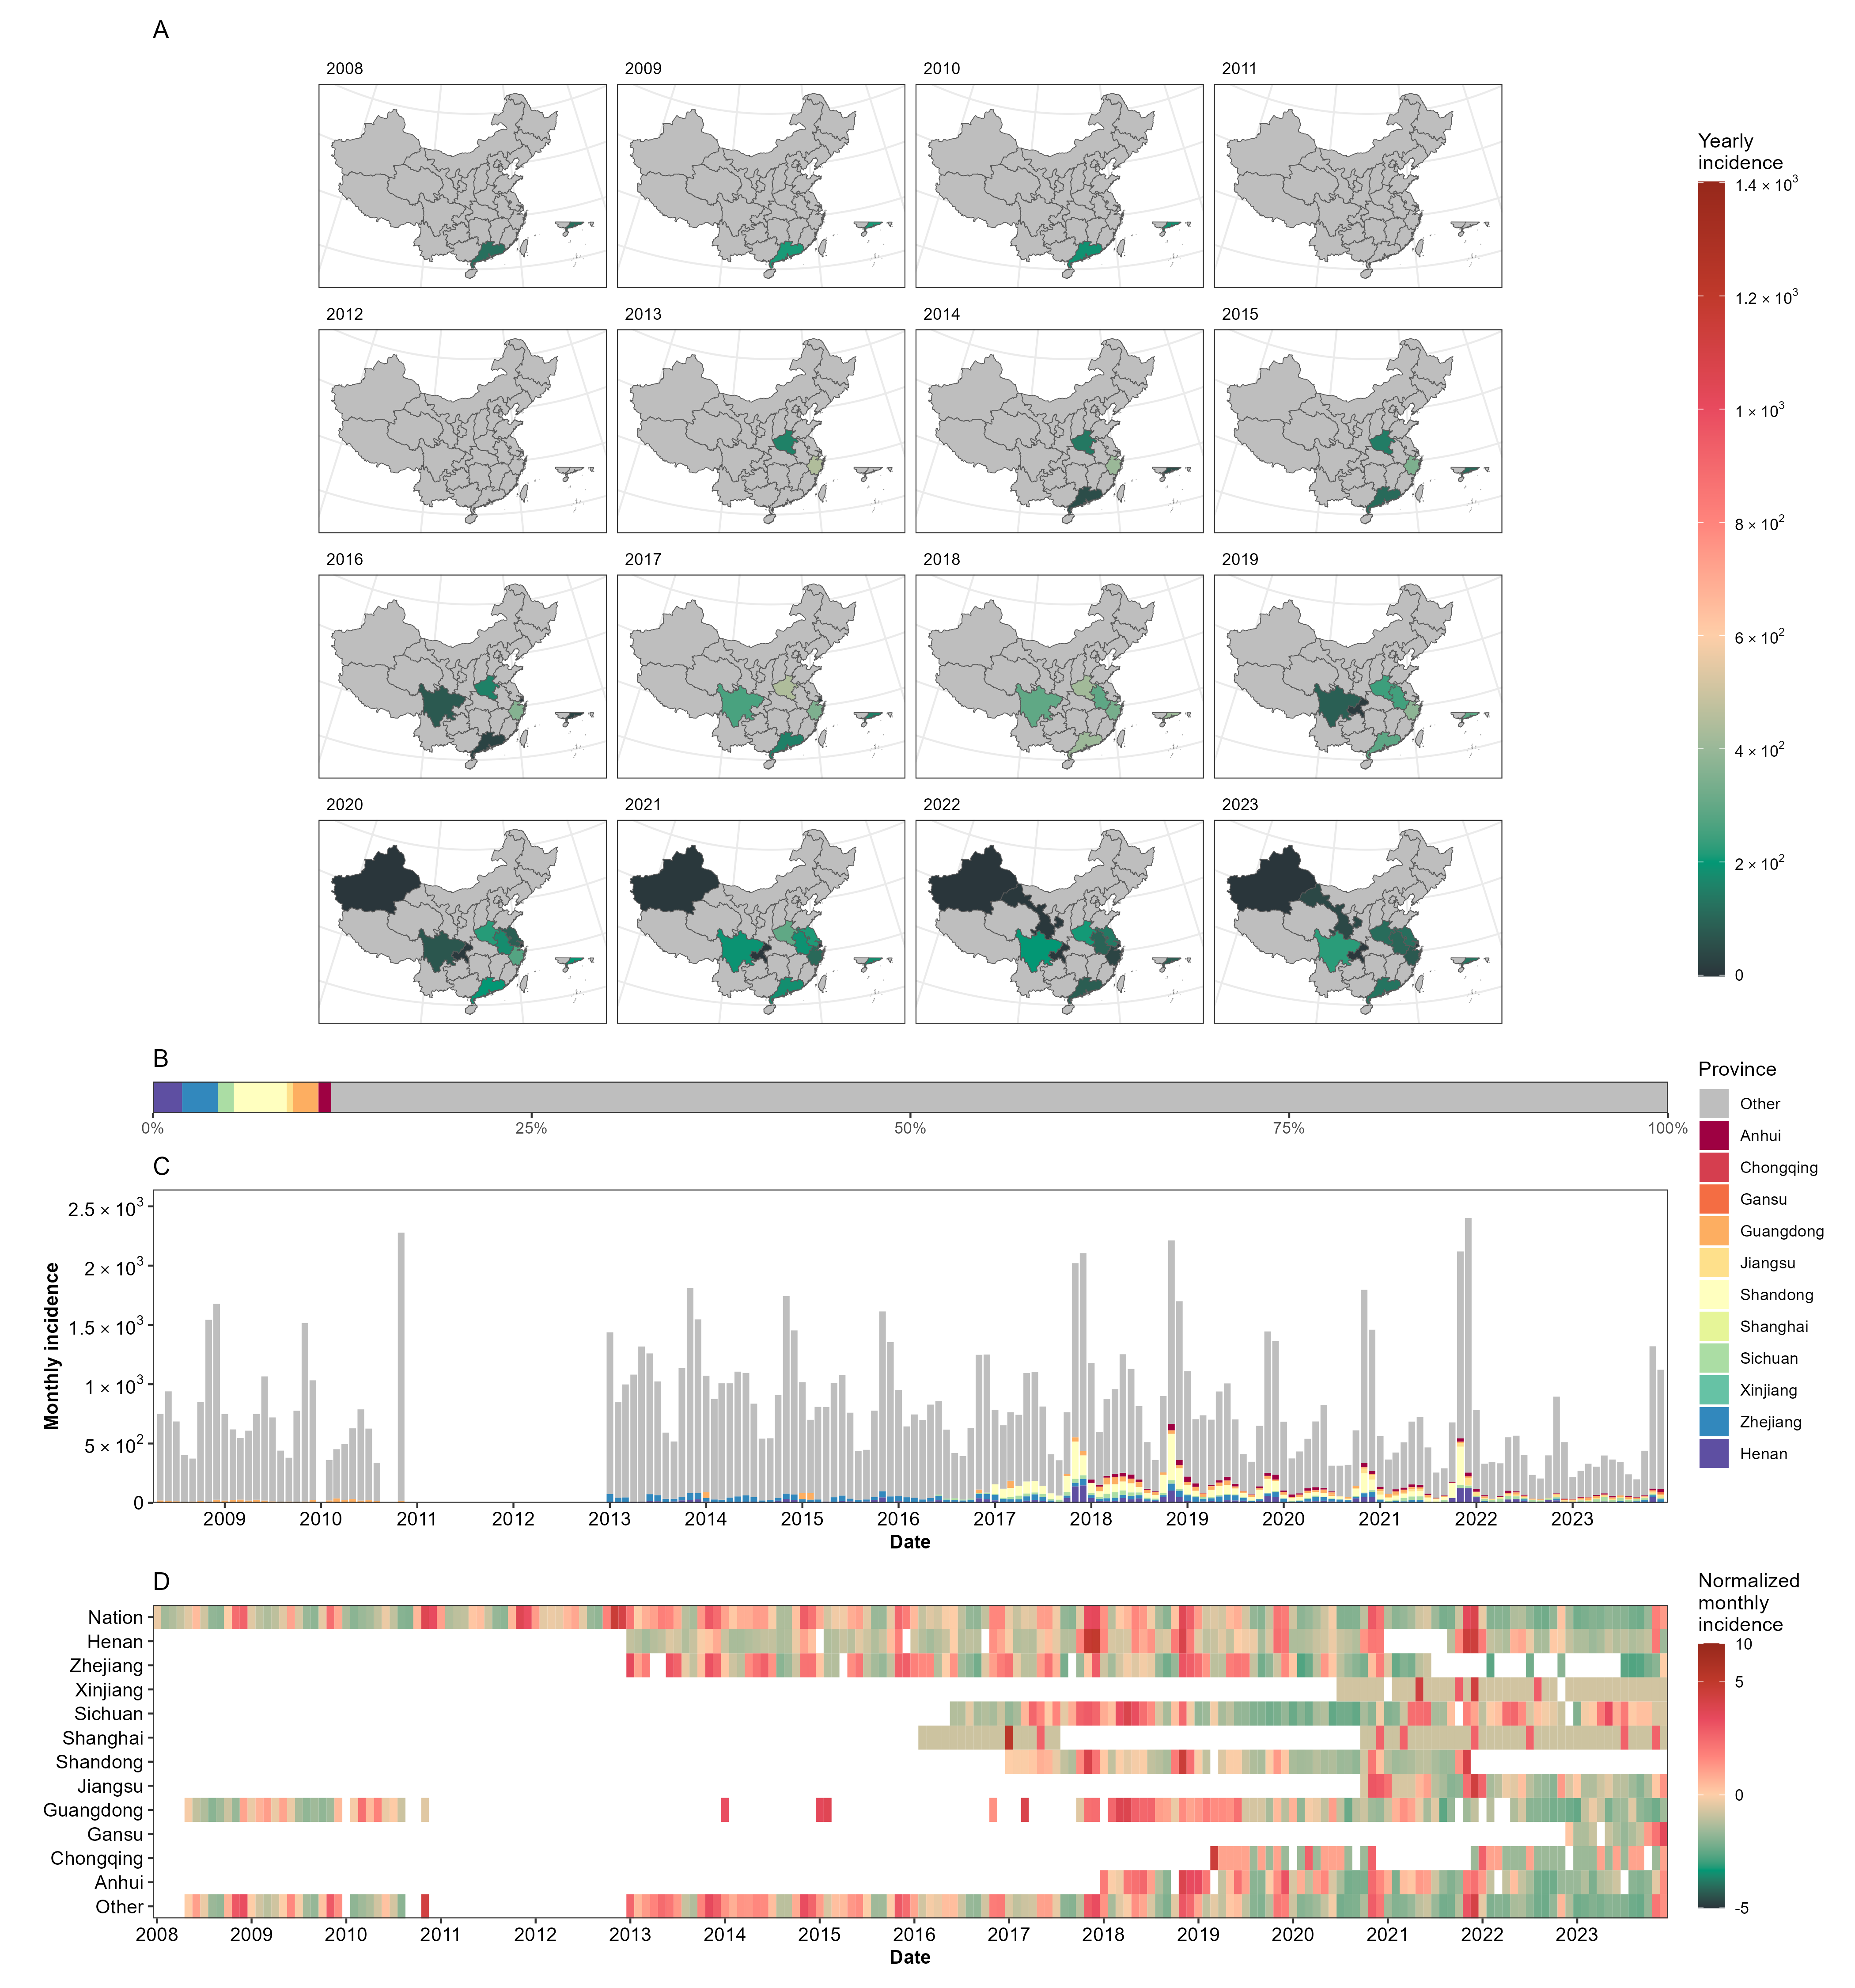 A
2008
2009
2010
2011
2012
2013
2014
2015
2016
2017
2018
2019
2020
2021
2022
2023
Yearly
incidence
1.4 × 10³
1.2 × 10³
1 × 10³
8 × 10²
6 × 10²
4 × 10²
2 × 10²
0
B
0%
25%
50%
75%
100%
Province
Other
Anhui
Chongqing
Gansu
Guangdong
Jiangsu
Shandong
Shanghai
Sichuan
Xinjiang
Zhejiang
Henan
C
Monthly incidence
2.5 × 10³
2 × 10³
1.5 × 10³
1 × 10³
5 × 10²
0
2009
2010
2011
2012
2013
2014
2015
2016
2017
2018
2019
2020
2021
2022
2023
Date
D
Nation
Henan
Zhejiang
Xinjiang
Sichuan
Shanghai
Shandong
Jiangsu
Guangdong
Gansu
Chongqing
Anhui
Other
2008
2009
2010
2011
2012
2013
2014
2015
2016
2017
2018
2019
2020
2021
2022
2023
Date
Normalized
monthly
incidence
10
5
0
-5